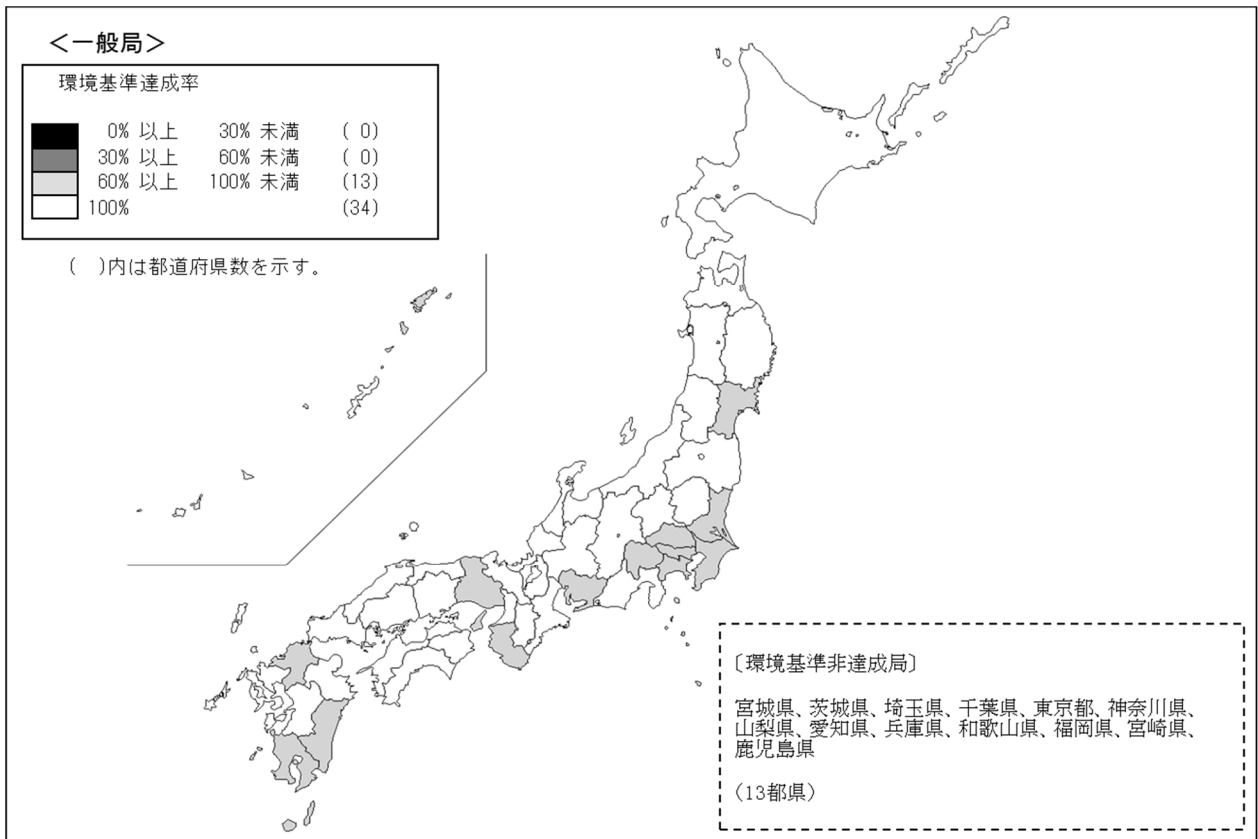 ＜一般局＞
環境基準達成率
0% 以上 30% 未満 ( 0)
30% 以上 60% 未満 ( 0)
60% 以上 100% 未満 (13)
100% (34)
( )内は都道府県数を示す。
〔環境基準非達成局〕
宮城県、茨城県、埼玉県、千葉県、東京都、神奈川県、
山梨県、愛知県、兵庫県、和歌山県、福岡県、宮崎県、
鹿児島県
(13都県)